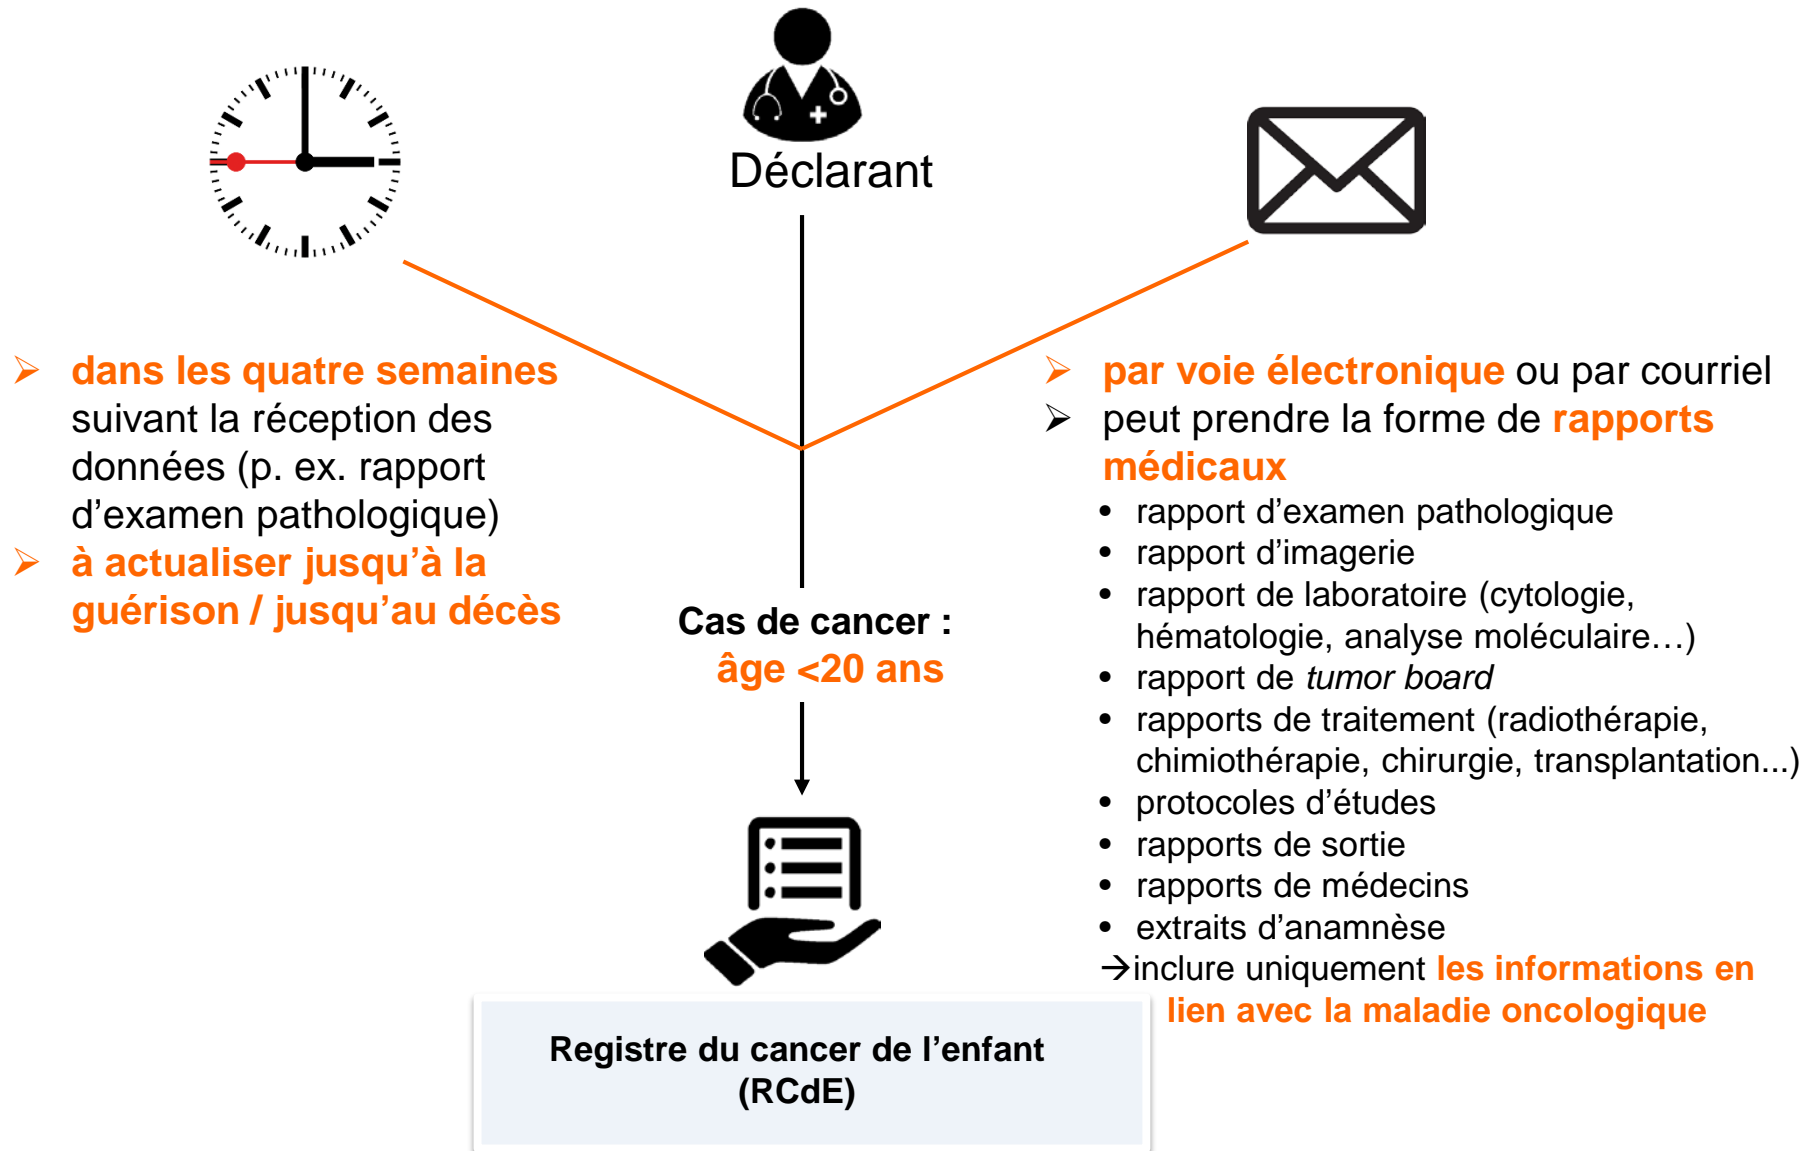 Déclarant
➢ dans les quatre semaines
suivant la réception des
données (p. ex. rapport
d’examen pathologique)
➢ à actualiser jusqu’à la
guérison / jusqu’au décès
Cas de cancer :
âge <20 ans
➢ par voie électronique ou par courriel
➢ peut prendre la forme de rapports
médicaux
• rapport d’examen pathologique
• rapport d’imagerie
• rapport de laboratoire (cytologie,
hématologie, analyse moléculaire…)
• rapport de tumor board
• rapports de traitement (radiothérapie,
chimiothérapie, chirurgie, transplantation...)
• protocoles d’études
• rapports de sortie
• rapports de médecins
• extraits d’anamnèse
→inclure uniquement les informations en
lien avec la maladie oncologique
Registre du cancer de l’enfant
(RCdE)